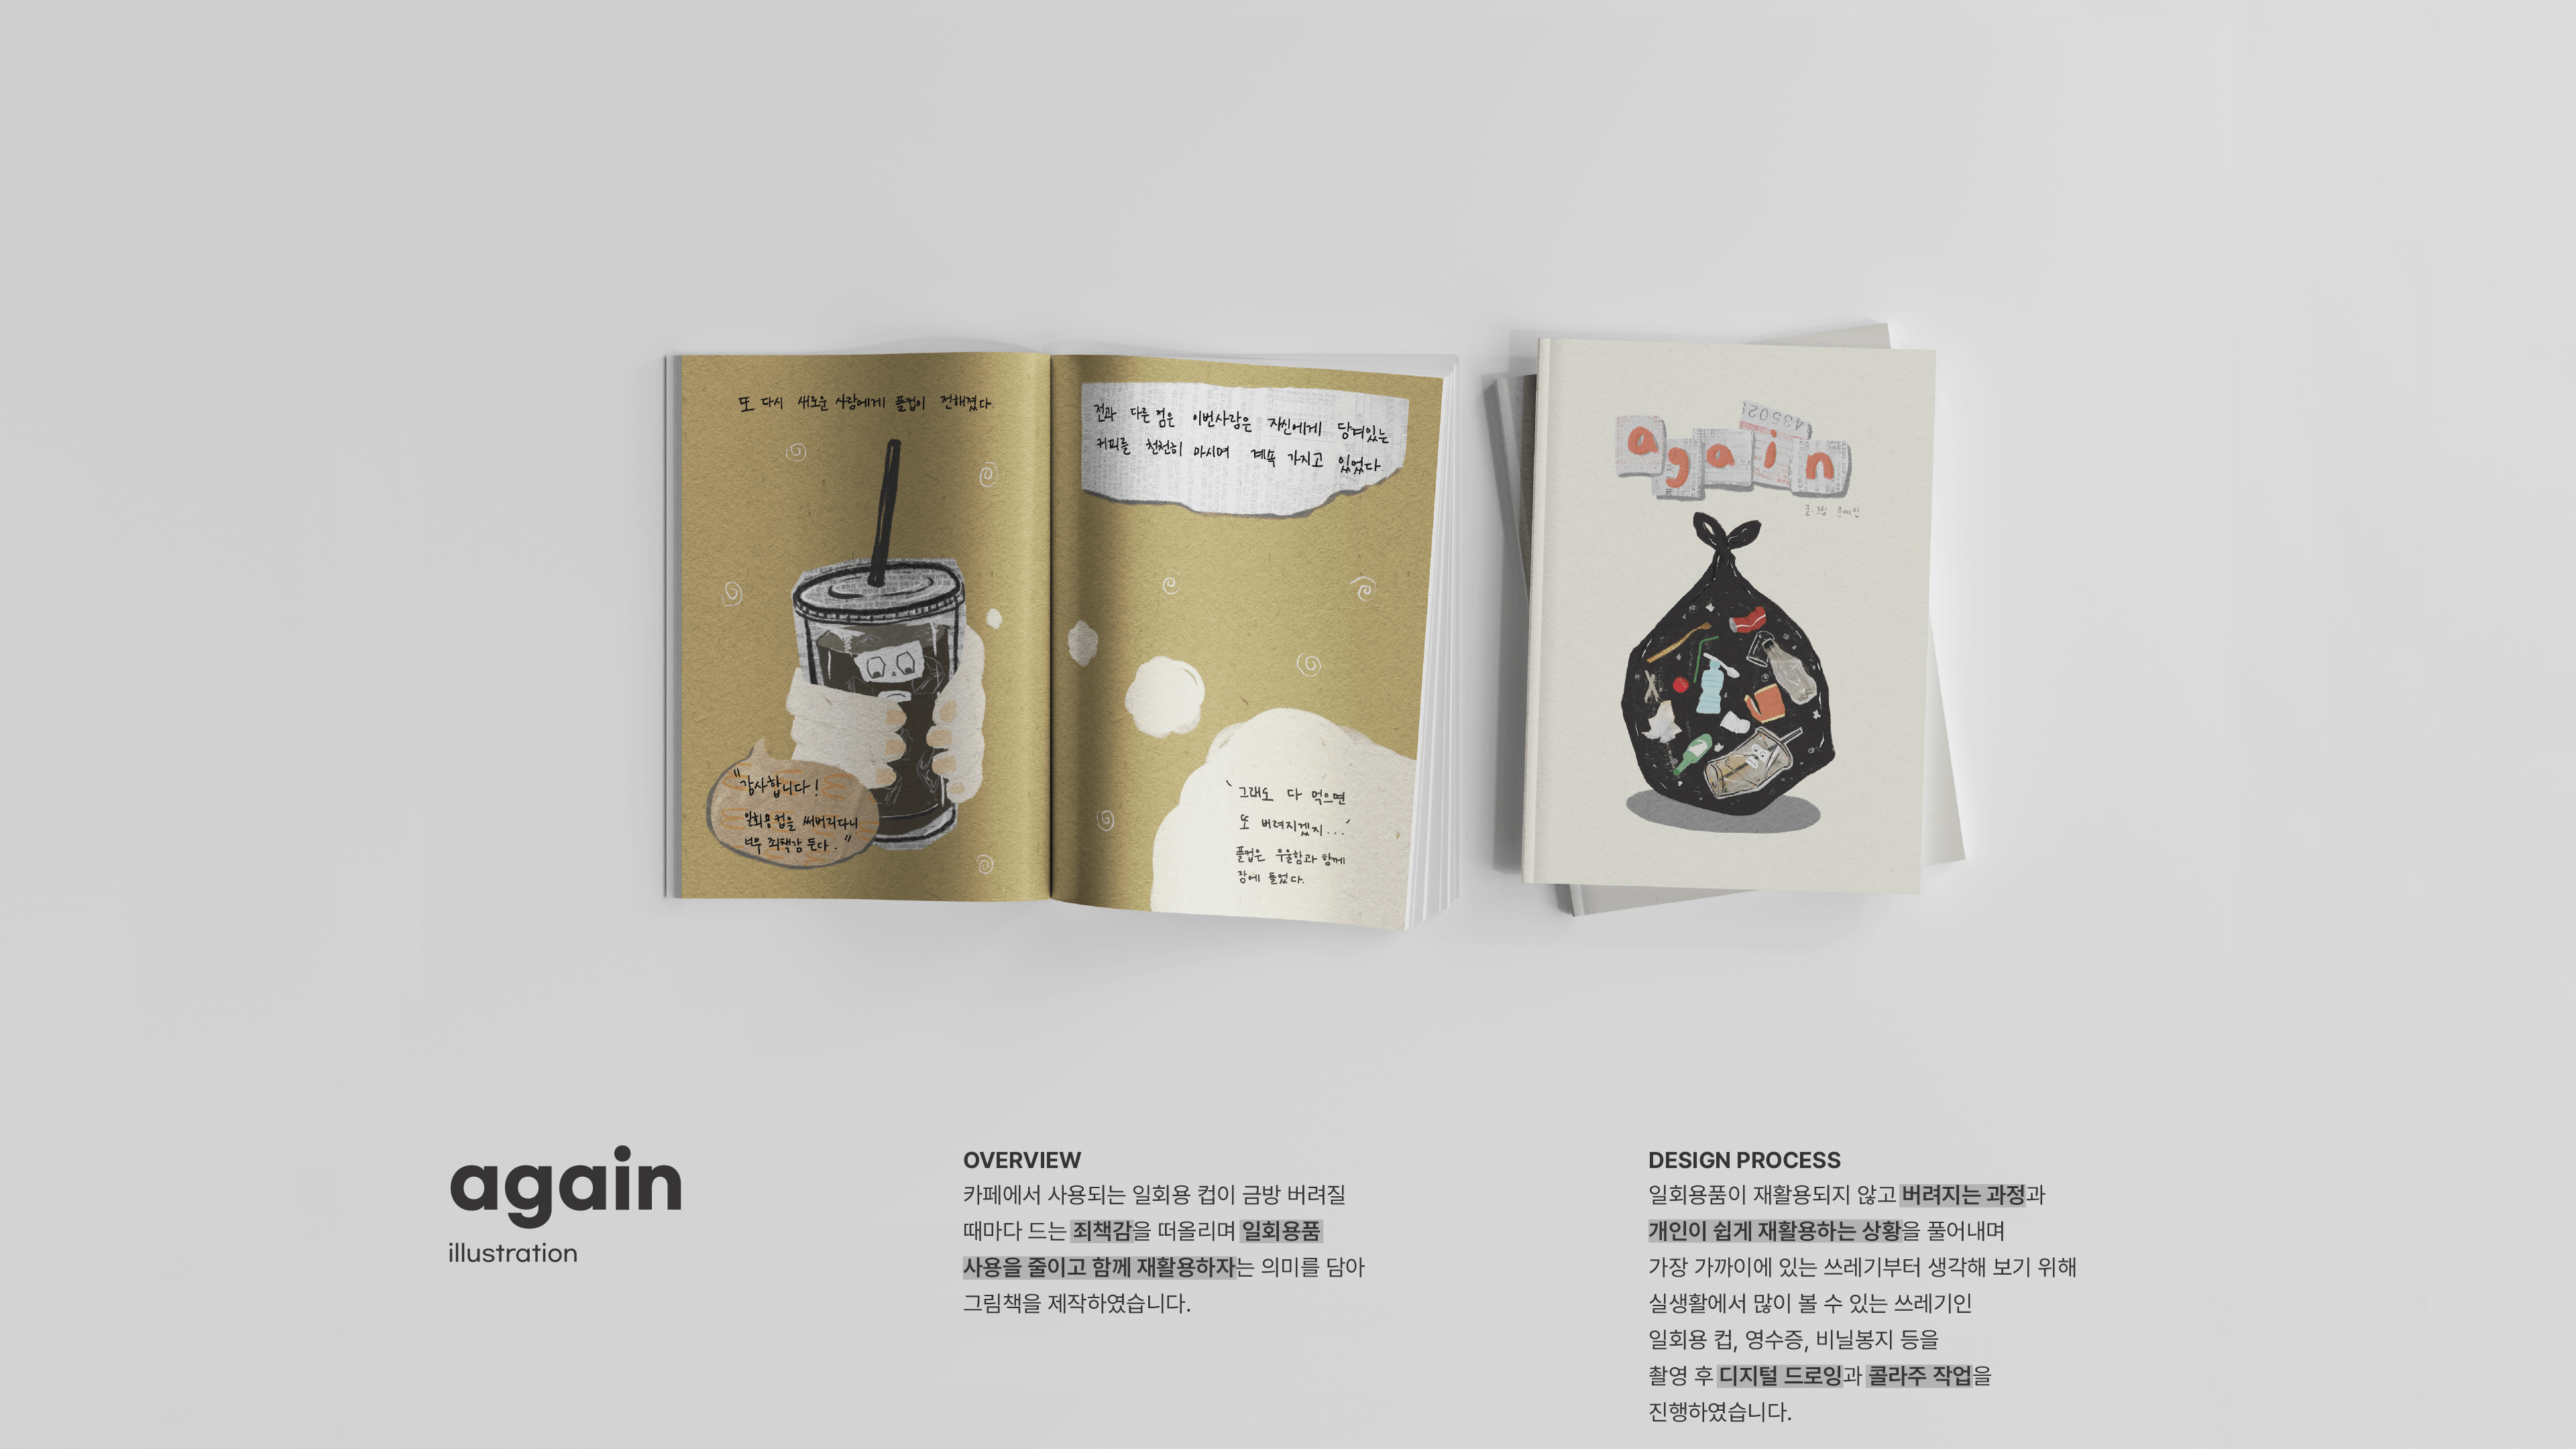 또 다시 새로운 사람에게 플컵이 전해졌다.
"감사합니다!
일회용컵을 써버리다니
너무 죄책감 든다."
전과 다른 점은 이번사람은 자신에게 담겨있는
커피를 천천히 마시며 계속 가지고 있었다.
'그래도 다 먹으면
또 버려지겠지...'
플컵은 우울함과 함께
잠에 들었다.
43502
again
글·그림 문예인
again
illustration
OVERVIEW
카페에서 사용되는 일회용 컵이 금방 버려질
때마다 드는 죄책감을 떠올리며 일회용품
사용을 줄이고 함께 재활용하자는 의미를 담아
그림책을 제작하였습니다.
DESIGN PROCESS
일회용품이 재활용되지 않고 버려지는 과정과
개인이 쉽게 재활용하는 상황을 풀어내며
가장 가까이에 있는 쓰레기부터 생각해 보기 위해
실생활에서 많이 볼 수 있는 쓰레기인
일회용 컵, 영수증, 비닐봉지 등을
촬영 후 디지털 드로잉과 콜라주 작업을
진행하였습니다.